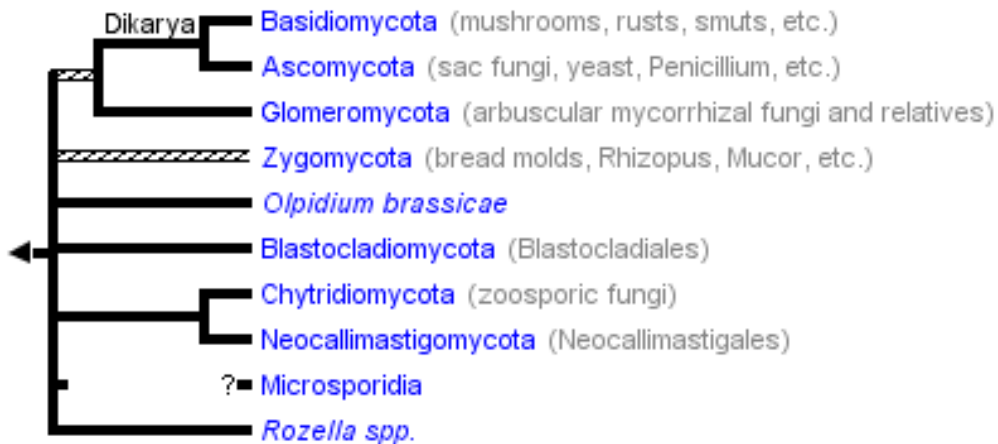 Dikarya
Basidiomycota (mushrooms, rusts, smuts, etc.)
Ascomycota (sac fungi, yeast, Penicillium, etc.)
Glomeromycota (arbuscular mycorrhizal fungi and relatives)
Zygomycota (bread molds, Rhizopus, Mucor, etc.)
Olpidium brassicae
Blastocladiomycota (Blastocladiales)
Chytridiomycota (zoosporic fungi)
Neocallimastigomycota (Neocallimastigales)
? Microsporidia
Rozella spp.